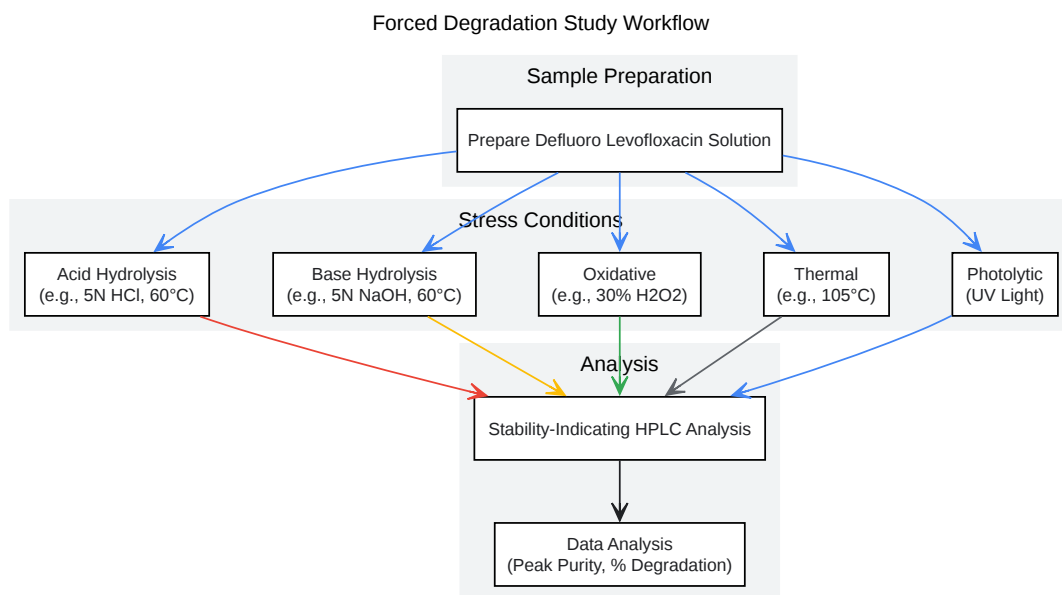 Forced Degradation Study Workflow
Sample Preparation
Prepare Defluoro Levofloxacin Solution
Stress Conditions
Acid Hydrolysis
(e.g., 5N HCl, 60°C)
Base Hydrolysis
(e.g., 5N NaOH, 60°C)
Oxidative
(e.g., 30% H2O2)
Thermal
(e.g., 105°C)
Photolytic
(UV Light)
Analysis
Stability-Indicating HPLC Analysis
Data Analysis
(Peak Purity, % Degradation)